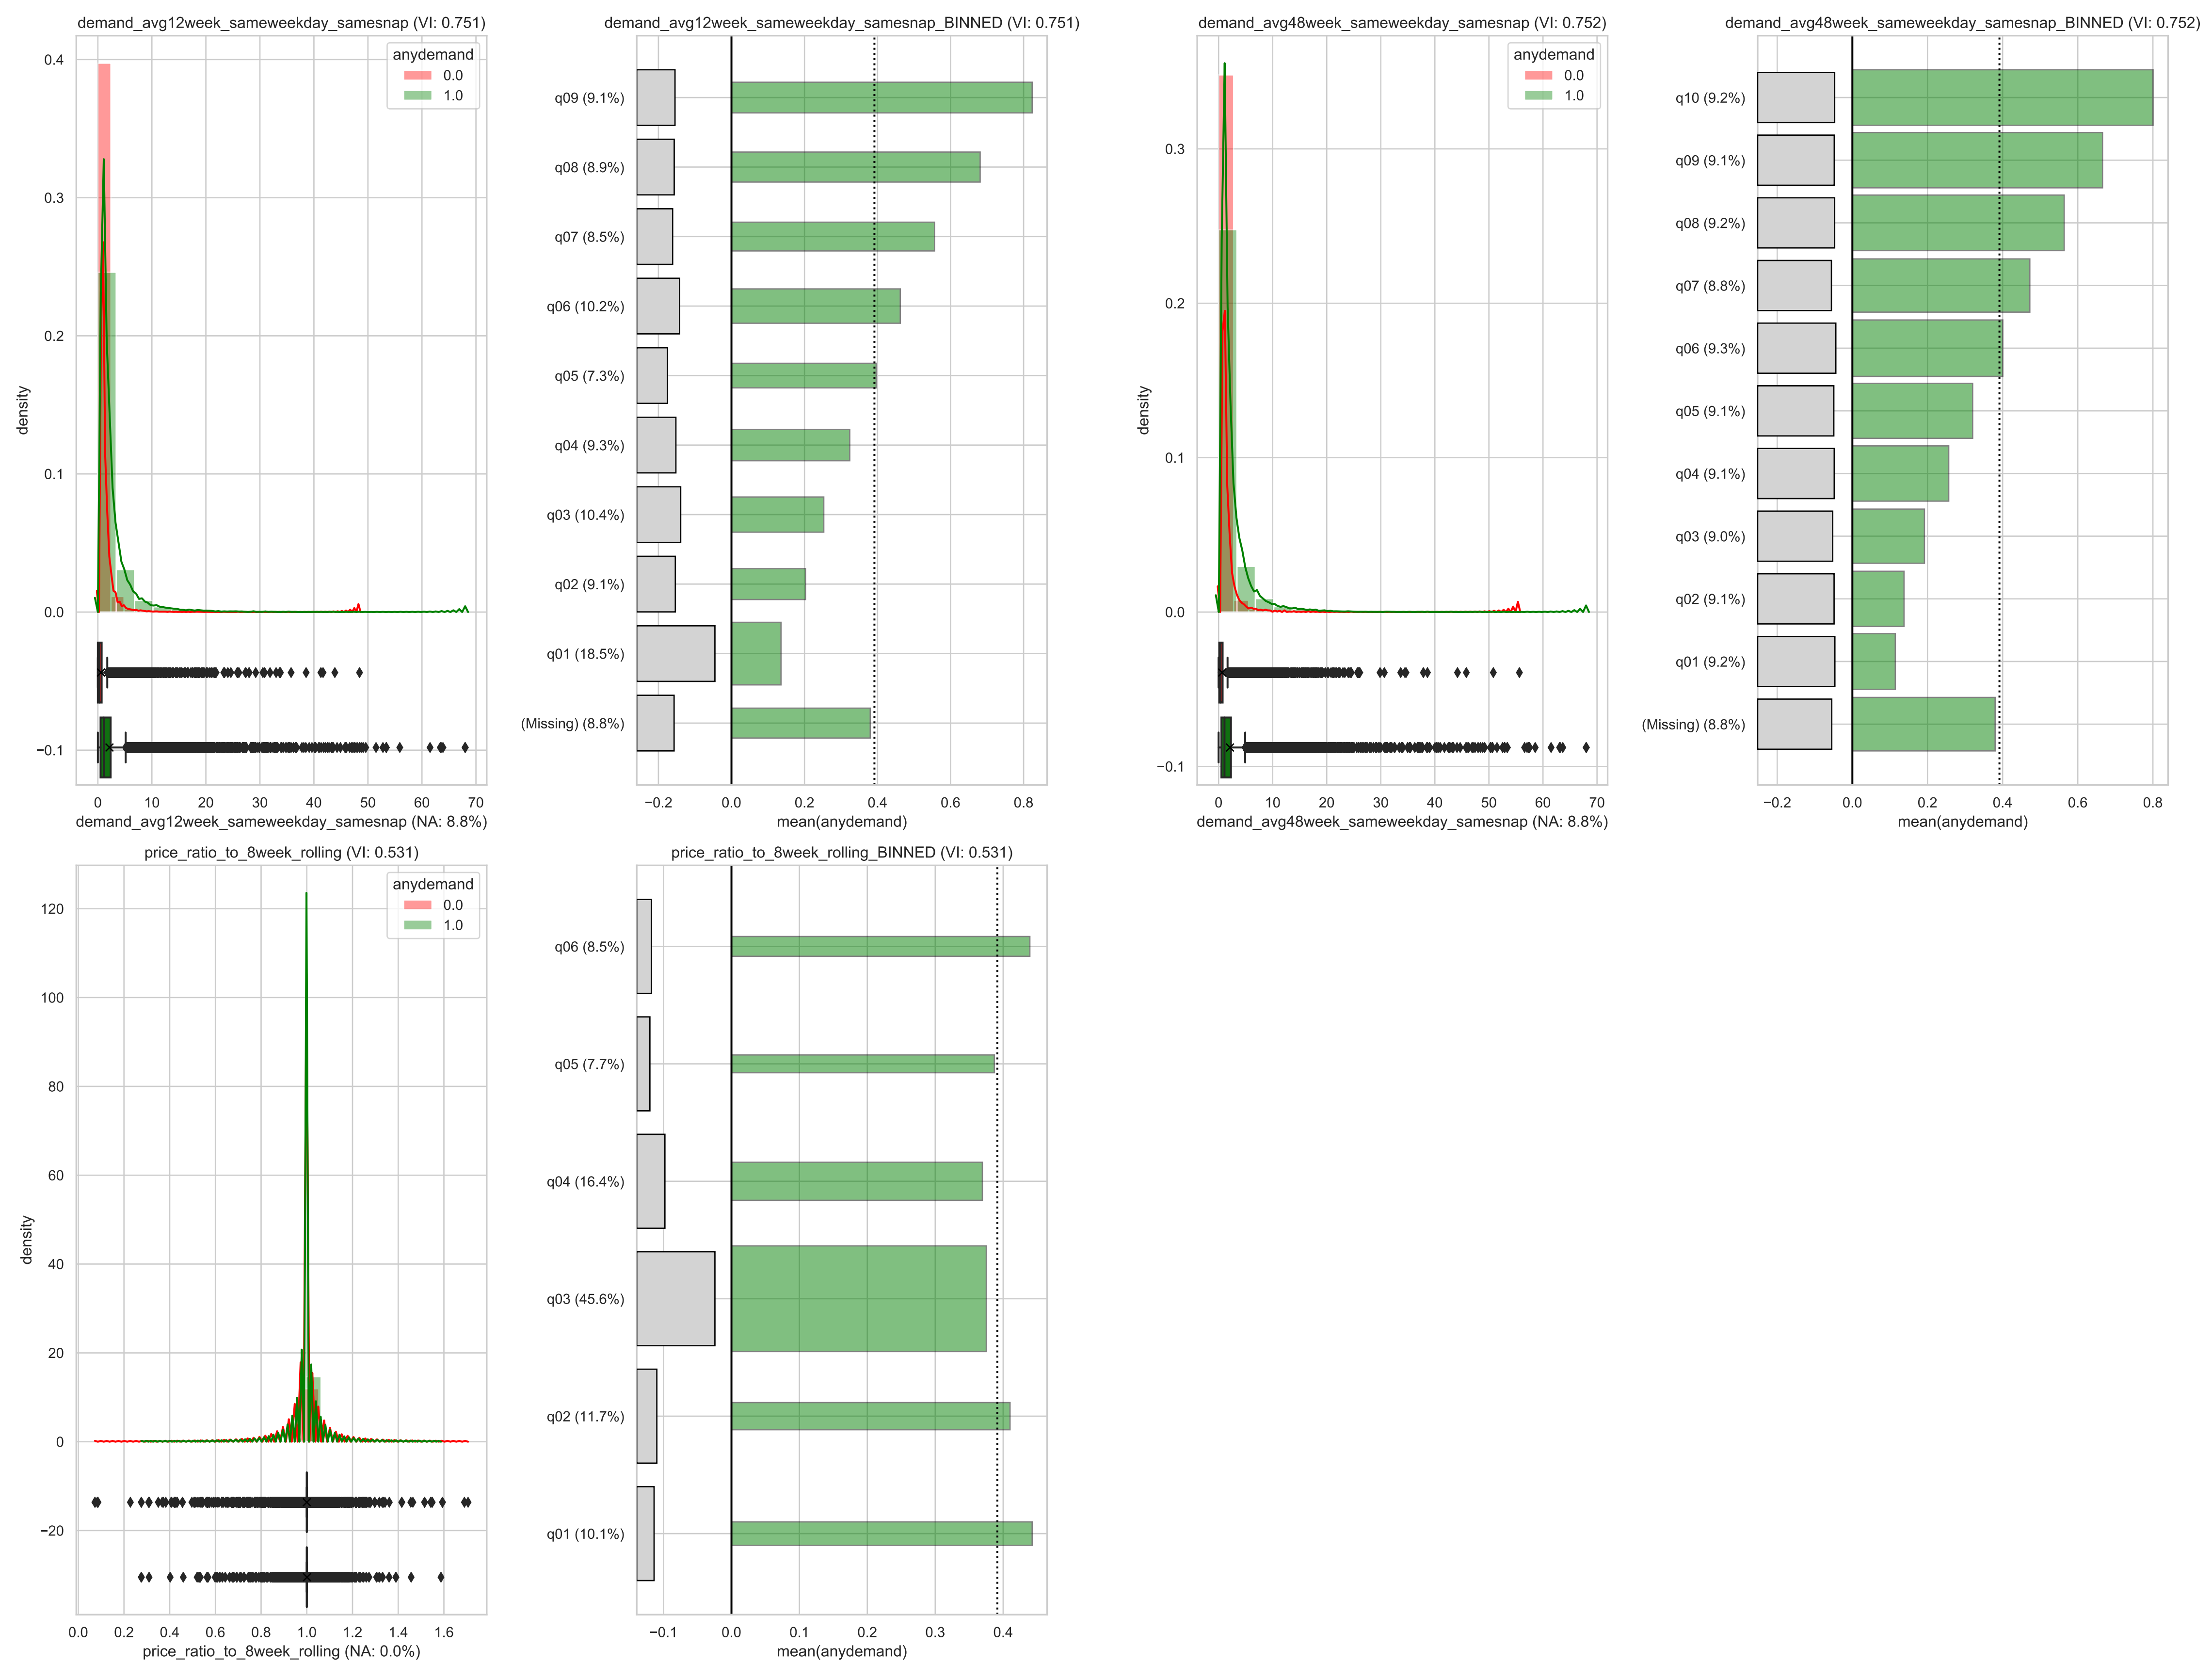 demand_avg12week_sameweekday_samesnap (VI: 0.751)
anydemand
0.0
1.0
0.4
0.3
0.2
0.1
0.0
−0.1
density
0
10
20
30
40
50
60
70
demand_avg12week_sameweekday_samesnap (NA: 8.8%)
demand_avg12week_sameweekday_samesnap_BINNED (VI: 0.751)
q09 (9.1%)
q08 (8.9%)
q07 (8.5%)
q06 (10.2%)
q05 (7.3%)
q04 (9.3%)
q03 (10.4%)
q02 (9.1%)
q01 (18.5%)
(Missing) (8.8%)
−0.2
0.0
0.2
0.4
0.6
0.8
mean(anydemand)
demand_avg48week_sameweekday_samesnap (VI: 0.752)
anydemand
0.0
1.0
0.3
0.2
0.1
0.0
−0.1
density
0
10
20
30
40
50
60
70
demand_avg48week_sameweekday_samesnap (NA: 8.8%)
demand_avg48week_sameweekday_samesnap_BINNED (VI: 0.752)
q10 (9.2%)
q09 (9.1%)
q08 (9.2%)
q07 (8.8%)
q06 (9.3%)
q05 (9.1%)
q04 (9.1%)
q03 (9.0%)
q02 (9.1%)
q01 (9.2%)
(Missing) (8.8%)
−0.2
0.0
0.2
0.4
0.6
0.8
mean(anydemand)
price_ratio_to_8week_rolling (VI: 0.531)
anydemand
0.0
1.0
120
100
80
60
40
20
0
−20
density
0.0
0.2
0.4
0.6
0.8
1.0
1.2
1.4
1.6
price_ratio_to_8week_rolling (NA: 0.0%)
price_ratio_to_8week_rolling_BINNED (VI: 0.531)
q06 (8.5%)
q05 (7.7%)
q04 (16.4%)
q03 (45.6%)
q02 (11.7%)
q01 (10.1%)
−0.1
0.0
0.1
0.2
0.3
0.4
mean(anydemand)